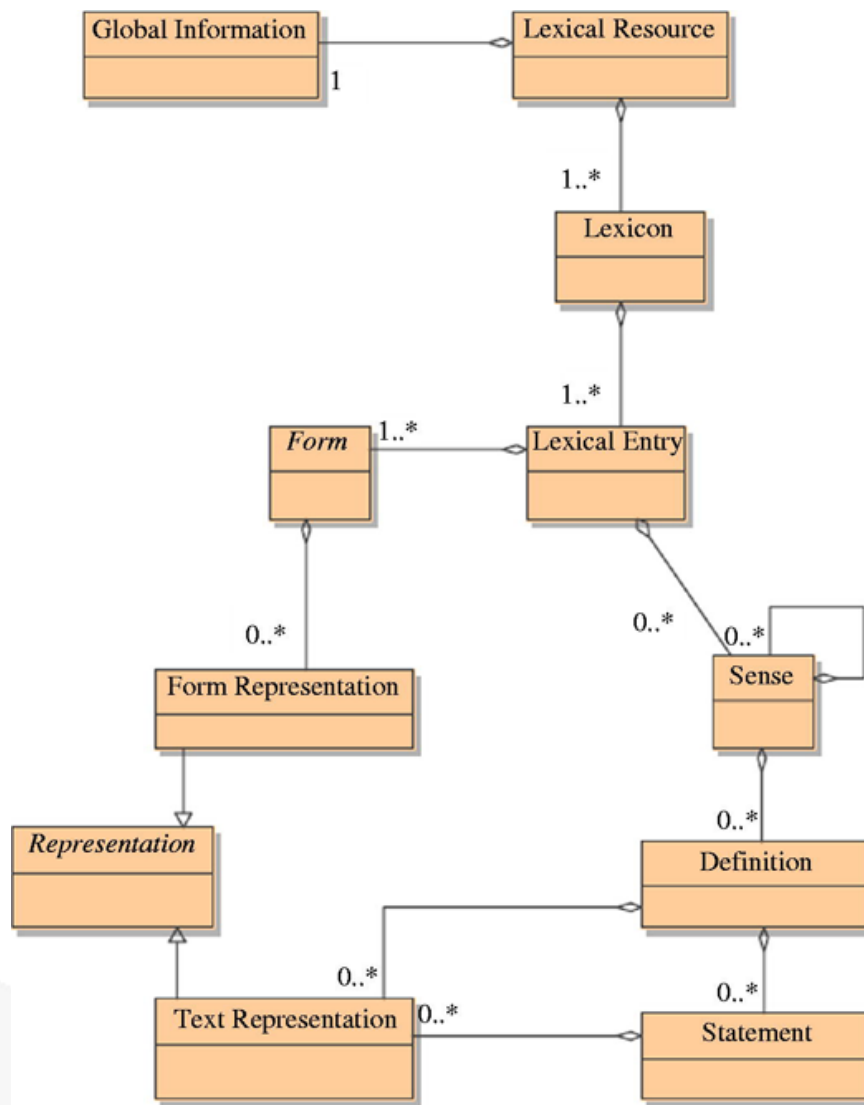 Global Information
Lexical Resource
1
1..*
Lexicon
1..*
Form
1..*
Lexical Entry
0..*
0..*
0..*
Form Representation
Sense
Representation
0..*
Definition
0..*
0..*
Text Representation
0..*
Statement